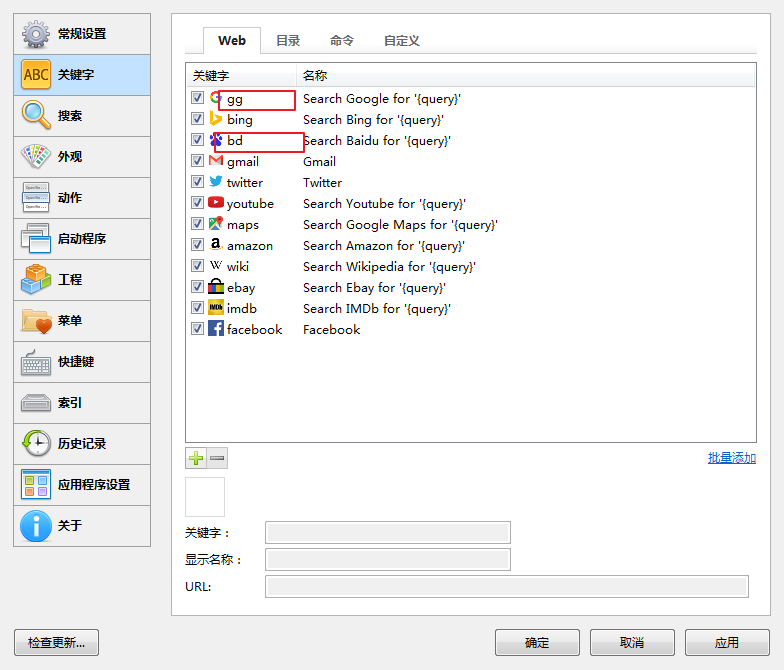 常规设置
关键字
搜索
外观
动作
启动程序
工程
菜单
快捷键
索引
历史记录
应用程序设置
关于
Web 目录 命令 自定义
关键字 名称
gg Search Google for '{query}'
bing Search Bing for '{query}'
bd Search Baidu for '{query}'
gmail Gmail
twitter Twitter
youtube Search Youtube for '{query}'
maps Search Google Maps for '{query}'
amazon Search Amazon for '{query}'
wiki Search Wikipedia for '{query}'
ebay Search Ebay for '{query}'
imdb Search IMDb for '{query}'
facebook Facebook
批量添加
关键字：
显示名称：
URL:
检查更新... 确定 取消 应用